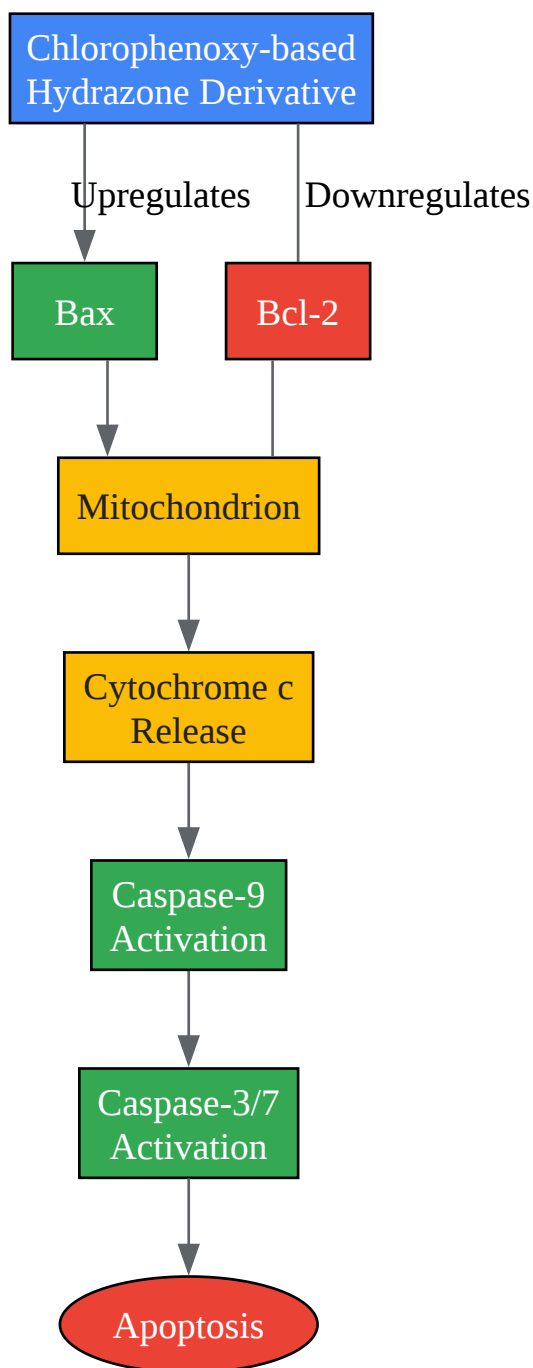 Chlorophenoxy-based
Hydrazone Derivative
Upregulates
Downregulates
Bax
Bcl-2
Mitochondrion
Cytochrome c
Release
Caspase-9
Activation
Caspase-3/7
Activation
Apoptosis